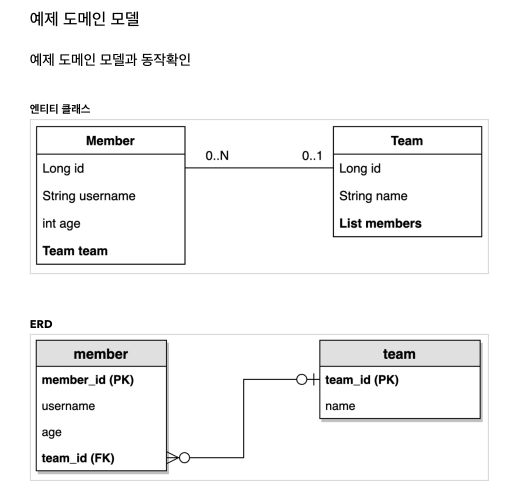 예제 도메인 모델
예제 도메인 모델과 동작확인
엔티티 클래스
Member
Long id
String username
int age
Team team
0..N
0..1
Team
Long id
String name
List members
ERD
member
member_id (PK)
username
age
team_id (FK)
team
team_id (PK)
name